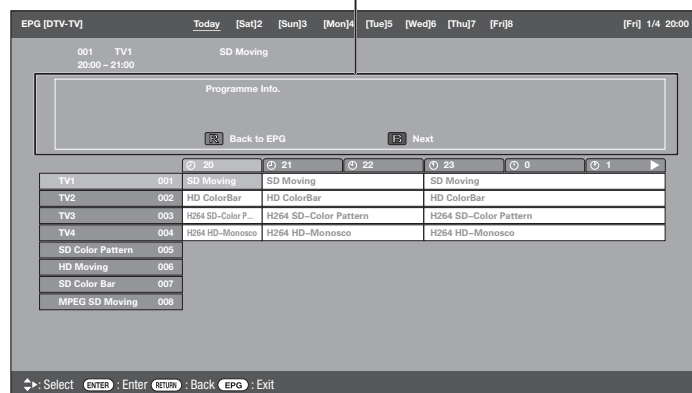 EPG [DTV-TV] Today [Sat]2 [Sun]3 [Mon]4 [Tue]5 [Wed]6 [Thu]7 [Fri]8 [Fri] 1/4 20:00
001 TV1 SD Moving
20:00 – 21:00
Programme Info.
R Back to EPG B Next
20 21 22 23 0 1
TV1 001 SD Moving SD Moving SD Moving
TV2 002 HD ColorBar HD ColorBar HD ColorBar
TV3 003 H264 SD–Color P... H264 SD–Color Pattern H264 SD–Color Pattern
TV4 004 H264 HD–Monosco H264 HD–Monosco H264 HD–Monosco
SD Color Pattern 005
HD Moving 006
SD Color Bar 007
MPEG SD Moving 008
: Select ENTER : Enter RETURN : Back EPG : Exit